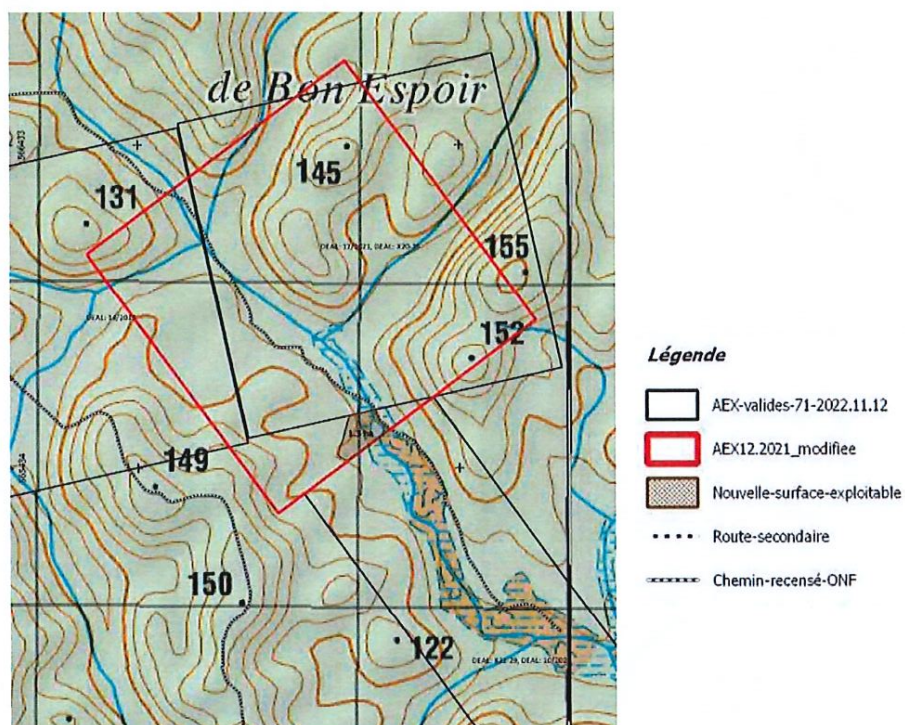 de Bon Espoir
145
131
155
152
149
150
122
Légende
AEX-valides-71-2022.11.12
AEX12.2021_modifiee
Nouvelle-surface-exploitable
Route-secondaire
Chemin-recensé-ONF